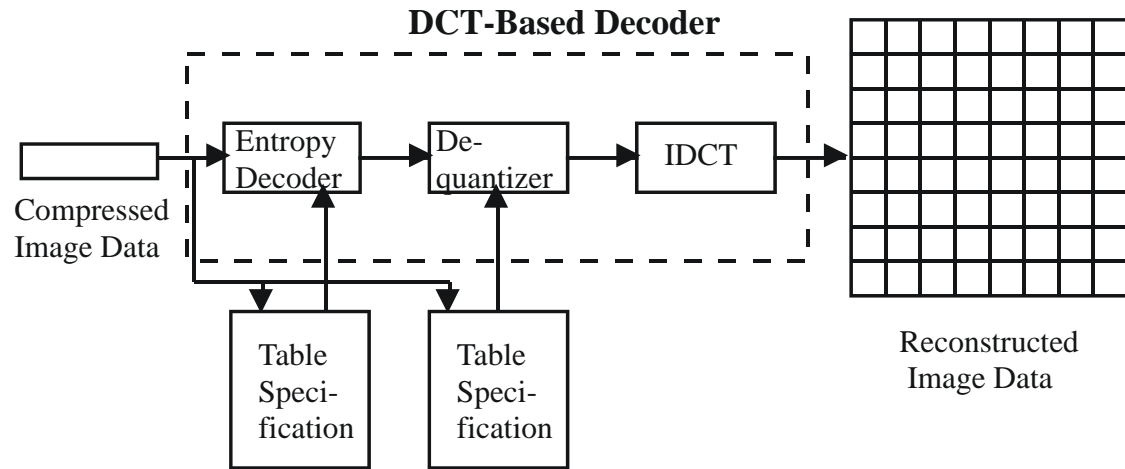 DCT-Based Decoder
Entropy
Decoder
De-
quantizer
IDCT
Compressed
Image Data
Table
Speci-
fication
Table
Speci-
fication
Reconstructed
Image Data